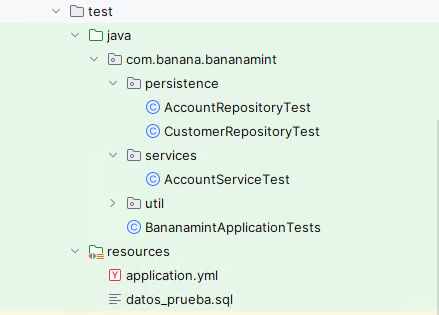 test
java
com.banana.bananamint
persistence
AccountRepositoryTest
CustomerRepositoryTest
services
AccountServiceTest
util
BananamintApplicationTests
resources
application.yml
datos_prueba.sql